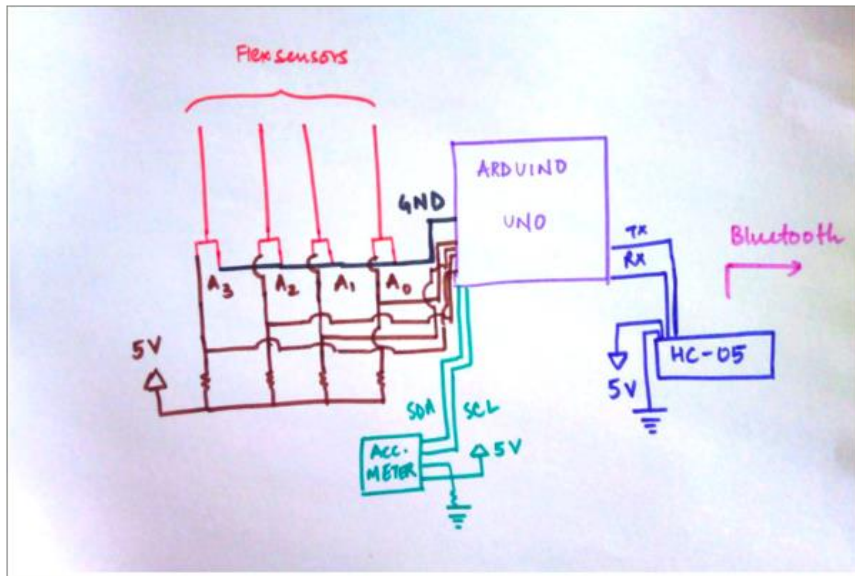 Flex sensors
GND
ARDUINO
UNO
TX
RX
Bluetooth
A3
A2
A1
A0
5V
HC-05
5V
SDA
SCL
ACC.
METER
5V